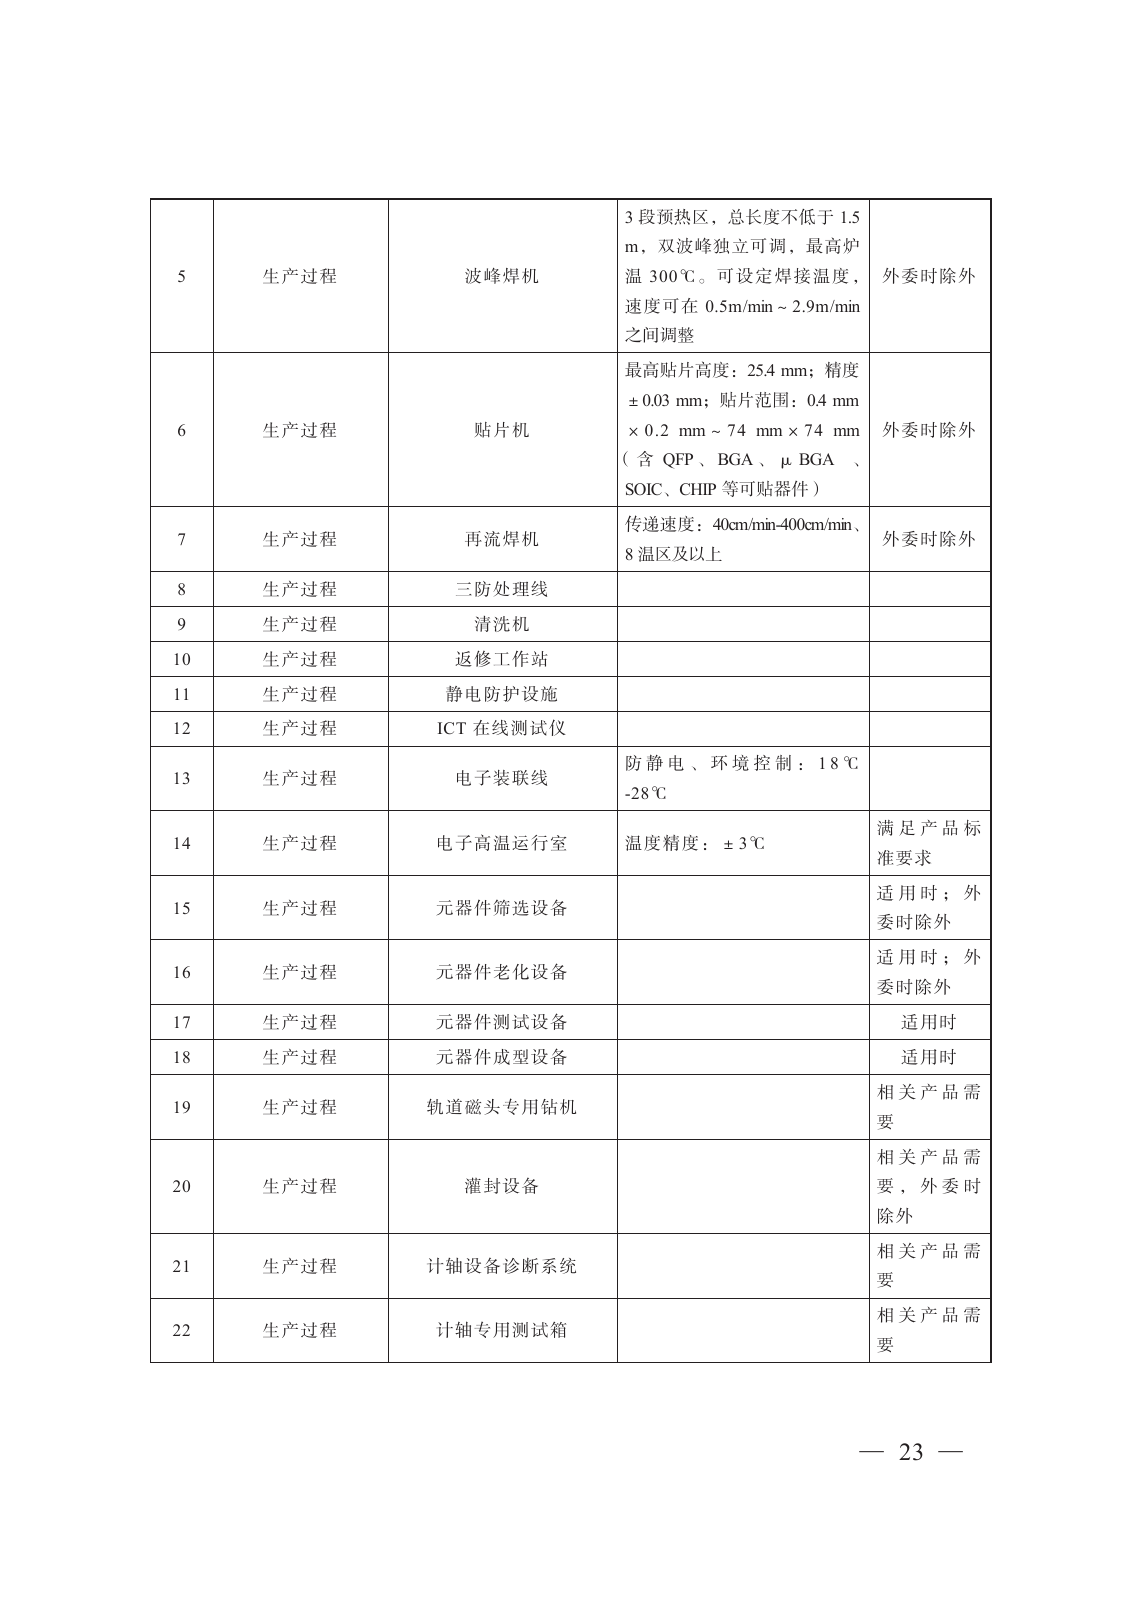 5 生产过程 波峰焊机 3 段预热区，总长度不低于 1.5
m，双波峰独立可调，最高炉
温 300℃。可设定焊接温度，
速度可在 0.5m/min ~ 2.9m/min
之间调整 外委时除外
6 生产过程 贴片机 最高贴片高度：25.4 mm；精度
± 0.03 mm；贴片范围：0.4 mm
× 0.2 mm ~ 74 mm × 74 mm
（含 QFP、BGA、μ BGA 、
SOIC、CHIP 等可贴器件） 外委时除外
7 生产过程 再流焊机 传递速度：40cm/min-400cm/min、
8 温区及以上 外委时除外
8 生产过程 三防处理线
9 生产过程 清洗机
10 生产过程 返修工作站
11 生产过程 静电防护设施
12 生产过程 ICT 在线测试仪
13 生产过程 电子装联线 防静电、环境控制：18℃
-28℃
14 生产过程 电子高温运行室 温度精度：± 3℃ 满足产品标
准要求
15 生产过程 元器件筛选设备 适用时；外
委时除外
16 生产过程 元器件老化设备 适用时；外
委时除外
17 生产过程 元器件测试设备 适用时
18 生产过程 元器件成型设备 适用时
19 生产过程 轨道磁头专用钻机 相关产品需
要
20 生产过程 灌封设备 相关产品需
要，外委时
除外
21 生产过程 计轴设备诊断系统 相关产品需
要
22 生产过程 计轴专用测试箱 相关产品需
要
— 23 —